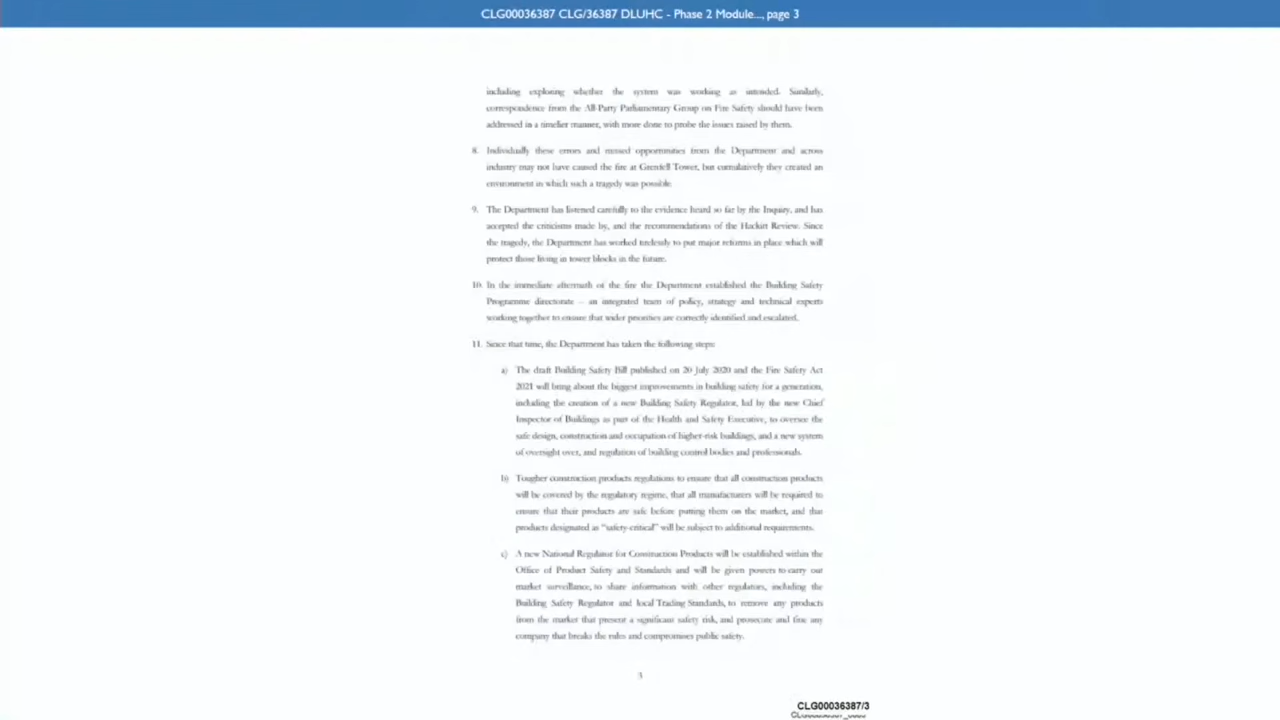 CLG00036387 CLG/36387 DLUHC - Phase 2 Module..., page 3
including exploring whether the system was working as intended. Similarly,
correspondence from the All-Party Parliamentary Group on Fire Safety should have been
addressed in a timelier manner, with more done to probe the issues raised by them.
8. Individually these errors and missed opportunities from the Department and across
industry may not have caused the fire at Grenfell Tower, but cumulatively they created an
environment in which such a tragedy was possible.
9. The Department has listened carefully to the evidence heard so far by the Inquiry, and has
accepted the criticisms made by, and the recommendations of the Hackitt Review. Since
the tragedy, the Department has worked tirelessly to put major reforms in place which will
protect those living in tower blocks in the future.
10. In the immediate aftermath of the fire the Department established the Building Safety
Programme directorate – an integrated team of policy, strategy and technical experts
working together to ensure that wider priorities are correctly identified and escalated.
11. Since that time, the Department has taken the following steps:
a) The draft Building Safety Bill published on 20 July 2020 and the Fire Safety Act
2021 will bring about the biggest improvements in building safety for a generation,
including the creation of a new Building Safety Regulator, led by the new Chief
Inspector of Buildings as part of the Health and Safety Executive, to oversee the
safe design, construction and occupation of higher-risk buildings, and a new system
of oversight over, and regulation of building control bodies and professionals.
b) Tougher construction products regulations to ensure that all construction products
will be covered by the regulatory regime, that all manufacturers will be required to
ensure that their products are safe before putting them on the market, and that
products designated as “safety-critical” will be subject to additional requirements.
c) A new National Regulator for Construction Products will be established within the
Office of Product Safety and Standards and will be given powers to carry out
market surveillance, to share information with other regulators, including the
Building Safety Regulator and local Trading Standards, to remove any products
from the market that present a significant safety risk, and prosecute and fine any
company that breaks the rules and compromises public safety.
3
CLG00036387/3